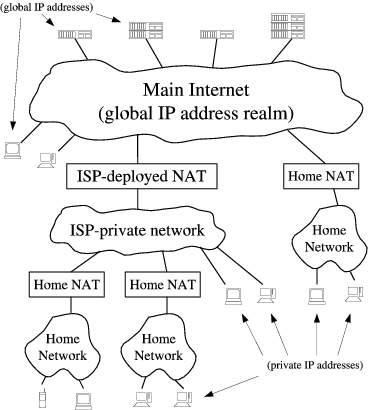 (global IP addresses)
Main Internet
(global IP address realm)
ISP-deployed NAT
Home NAT
ISP-private network
Home
Network
Home NAT
Home NAT
Home
Network
Home
Network
(private IP addresses)